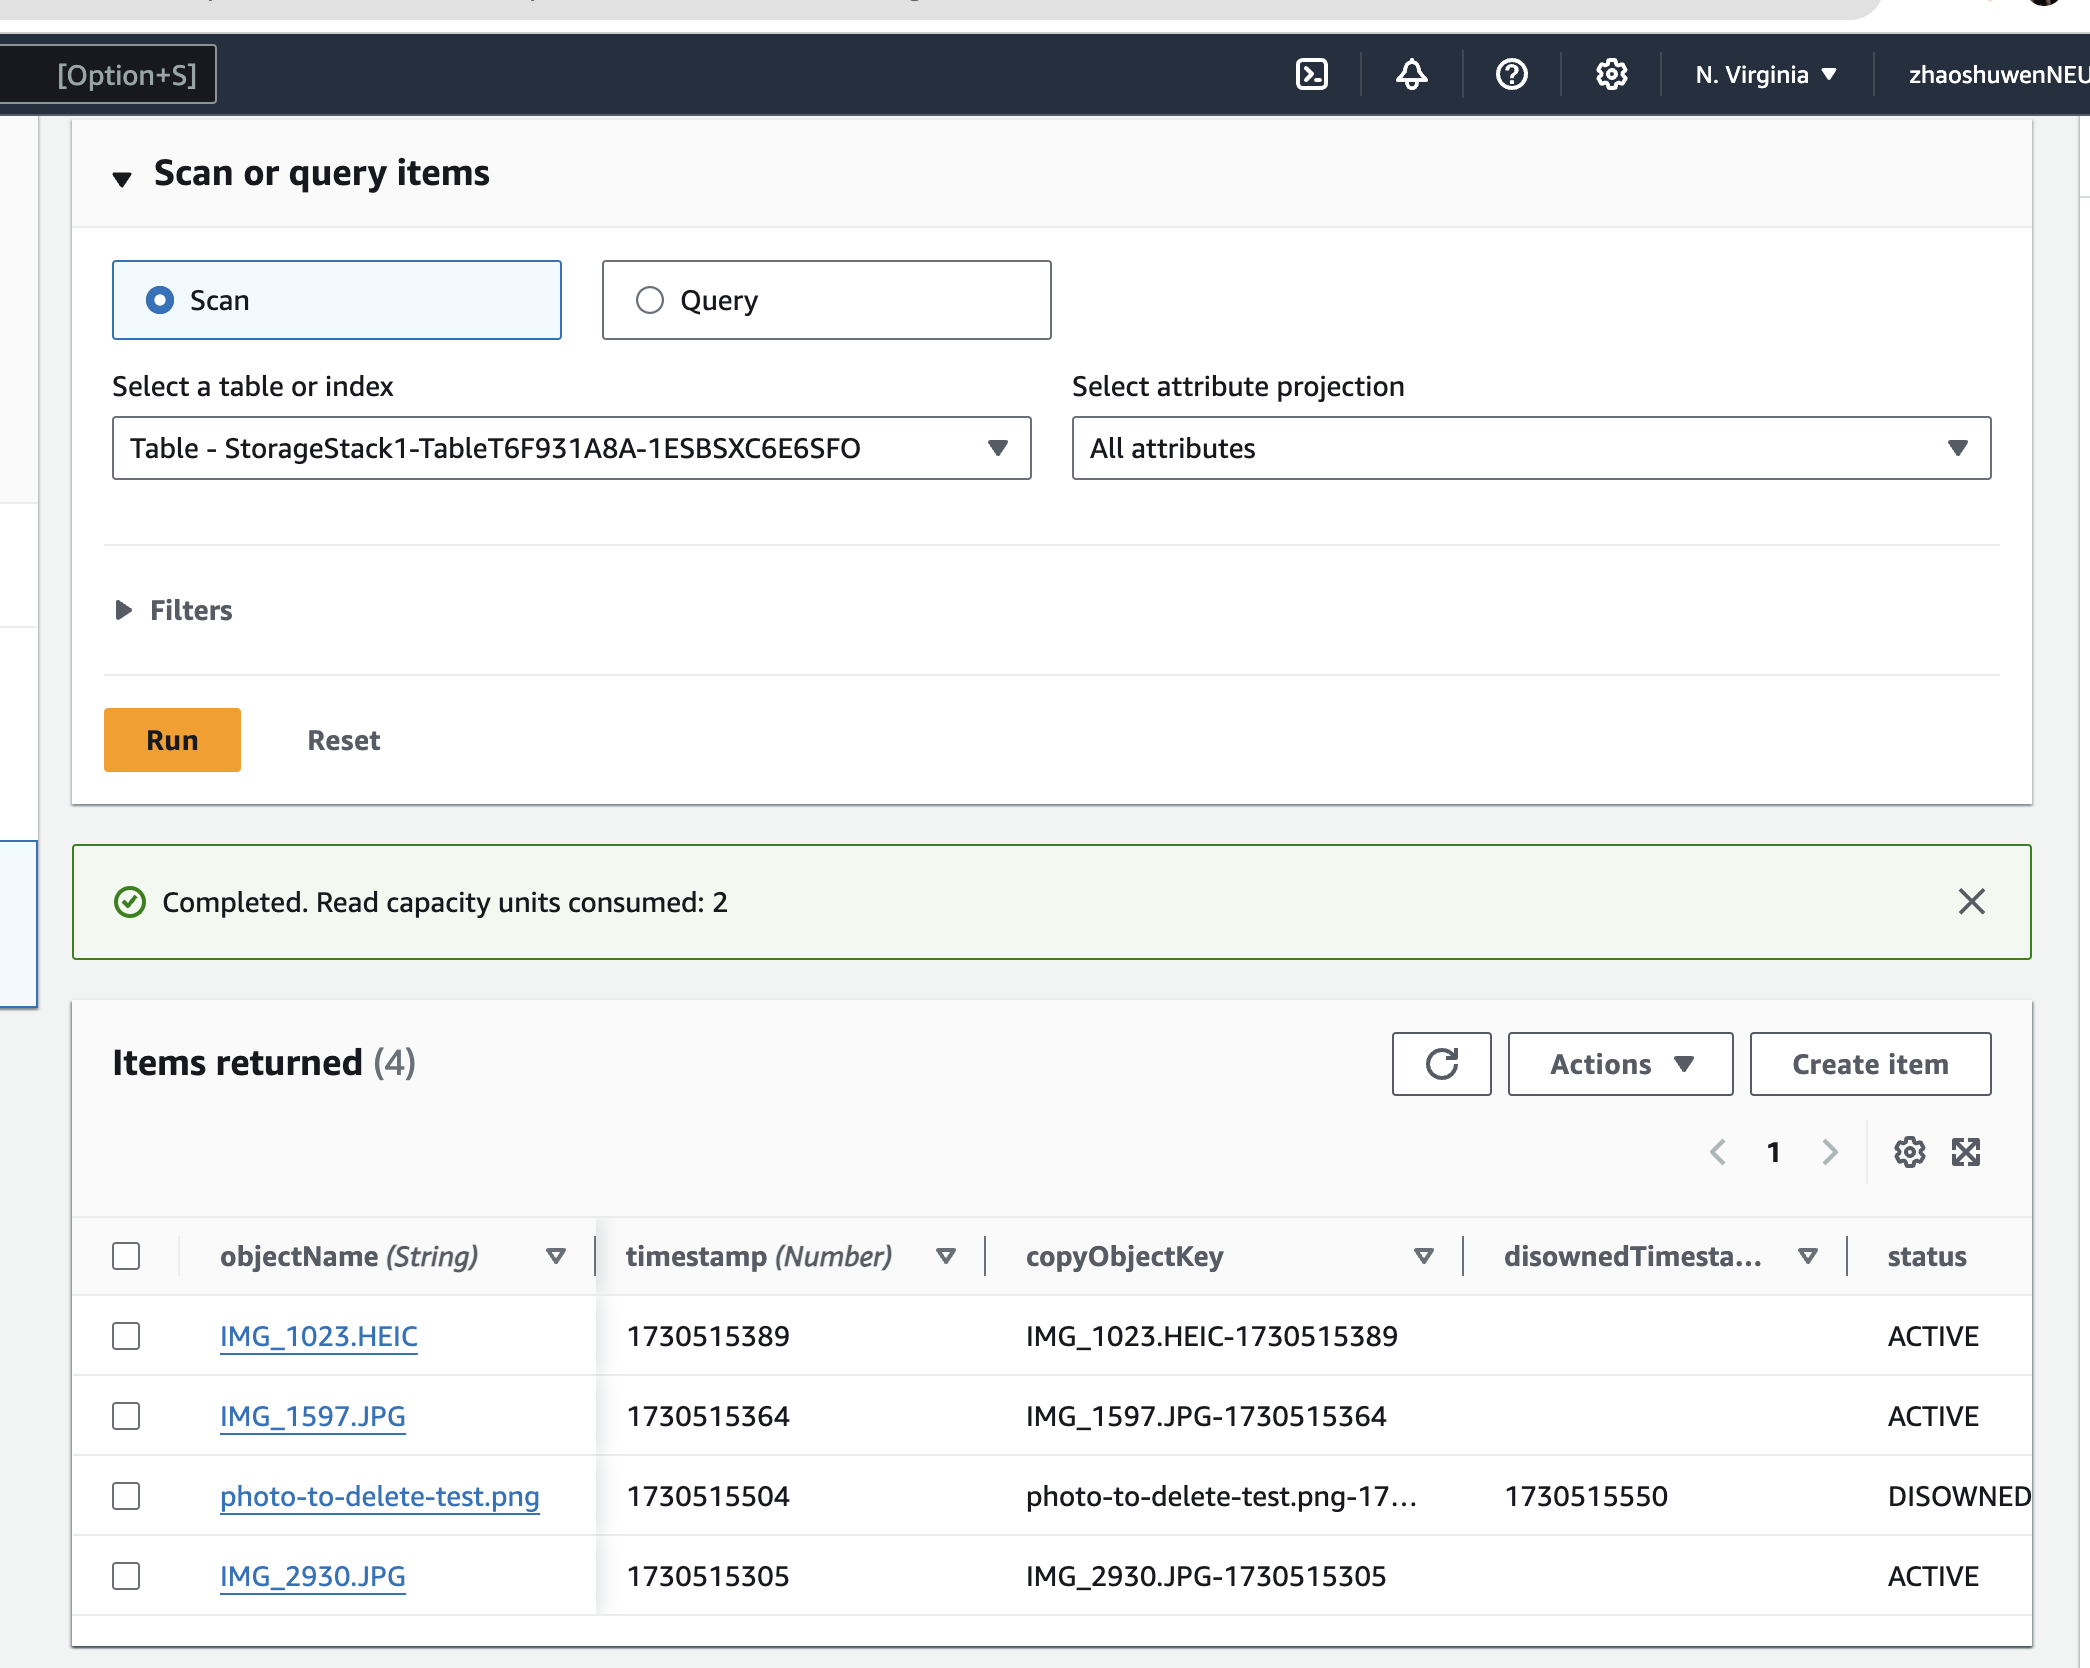 [Option+S]
N. Virginia
zhaoshuwenNEU
Scan or query items
Scan
Query
Select a table or index
Select attribute projection
Table - StorageStack1-TableT6F931A8A-1ESBSXC6E6SFO
All attributes
Filters
Run
Reset
Completed. Read capacity units consumed: 2
Items returned (4)
Actions
Create item
1
objectName (String) timestamp (Number) copyObjectKey disownedTimesta... status
IMG_1023.HEIC 1730515389 IMG_1023.HEIC-1730515389 ACTIVE
IMG_1597.JPG 1730515364 IMG_1597.JPG-1730515364 ACTIVE
photo-to-delete-test.png 1730515504 photo-to-delete-test.png-17... 1730515550 DISOWNED
IMG_2930.JPG 1730515305 IMG_2930.JPG-1730515305 ACTIVE